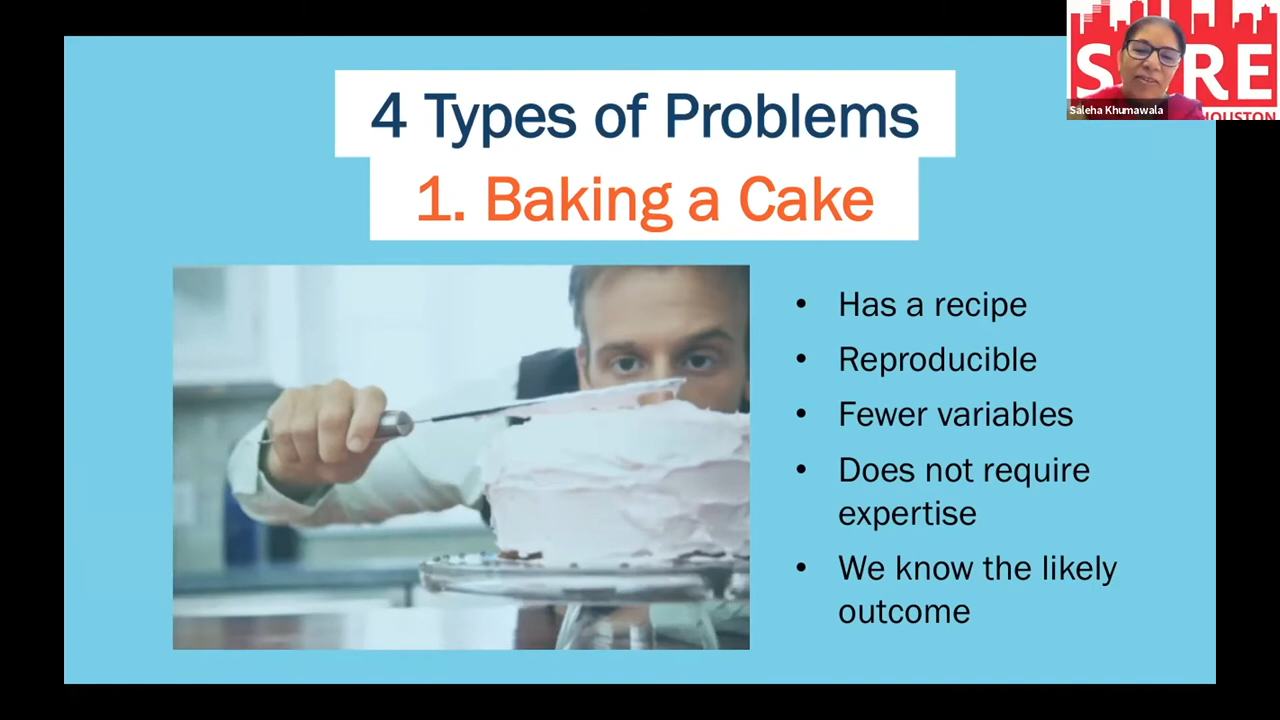 4 Types of Problems
1. Baking a Cake
• Has a recipe
• Reproducible
• Fewer variables
• Does not require
expertise
• We know the likely
outcome
S RE
Saleha Khumawala
HOUSTON